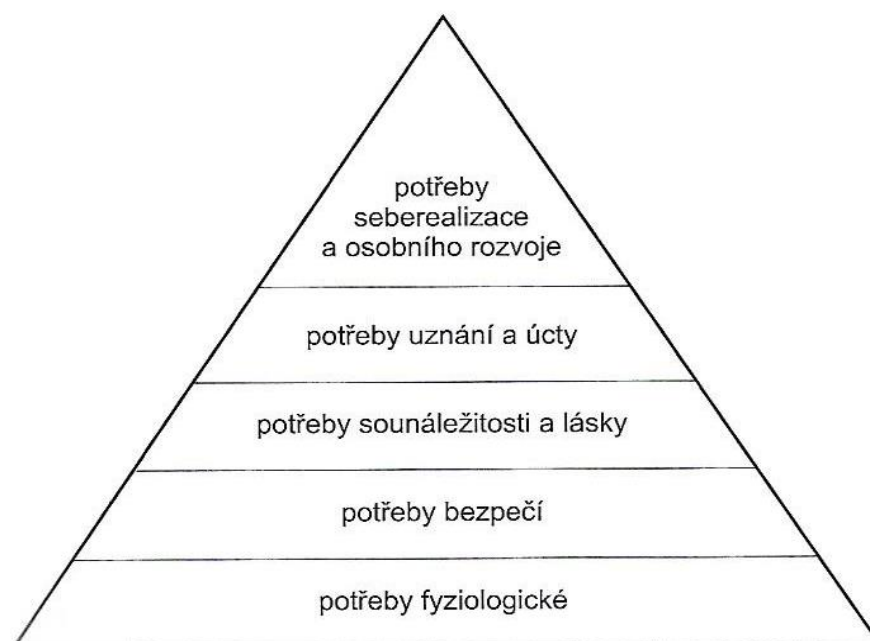 potřeby
seberealizace
a osobního rozvoje
potřeby uznání a úcty
potřeby sounáležitosti a lásky
potřeby bezpečí
potřeby fyziologické